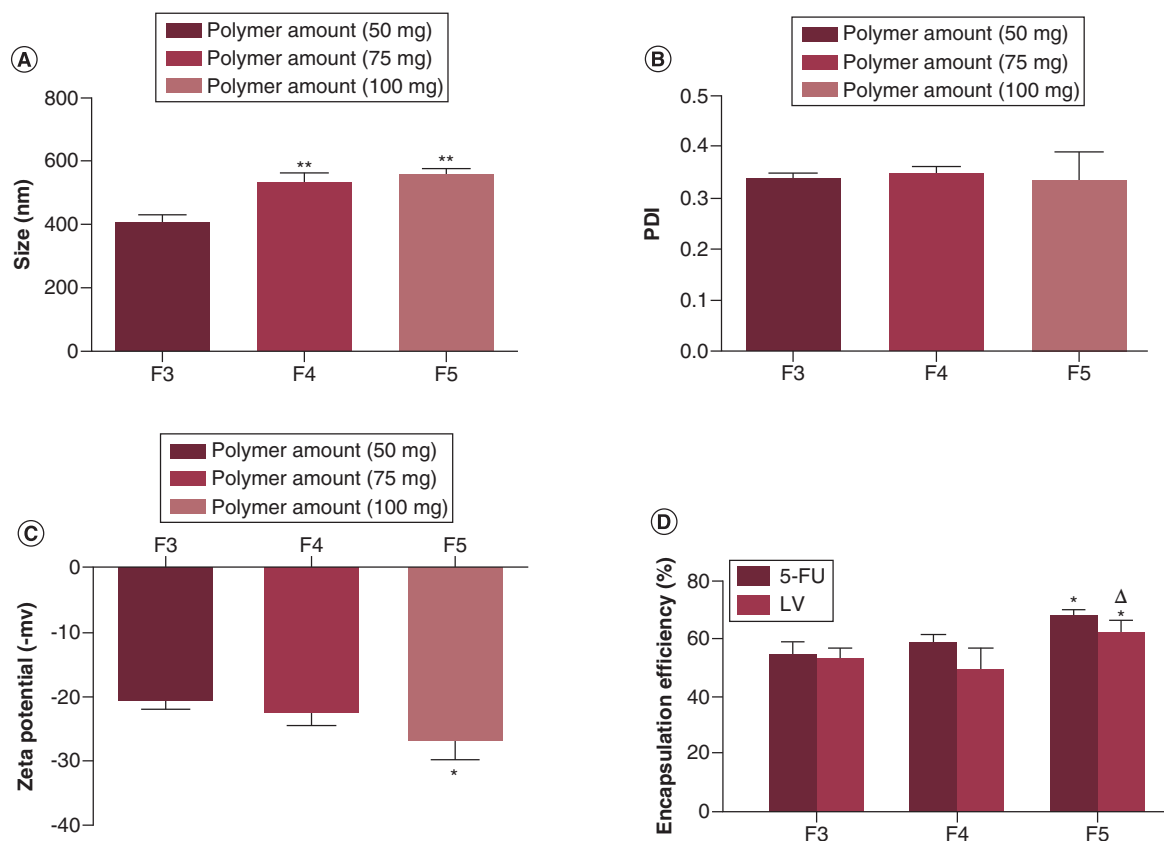 A
Polymer amount (50 mg)
Polymer amount (75 mg)
Polymer amount (100 mg)
Size (nm)
800
600
400
200
0
**
**
F3 F4 F5
B
Polymer amount (50 mg)
Polymer amount (75 mg)
Polymer amount (100 mg)
PDI
0.5
0.4
0.3
0.2
0.1
0.0
F3 F4 F5
C
Polymer amount (50 mg)
Polymer amount (75 mg)
Polymer amount (100 mg)
F3 F4 F5
Zeta potential (-mv)
0
-10
-20
-30
-40
*
D
5-FU
LV
Encapsulation efficiency (%)
80
60
40
20
0
*
Δ
*
F3 F4 F5